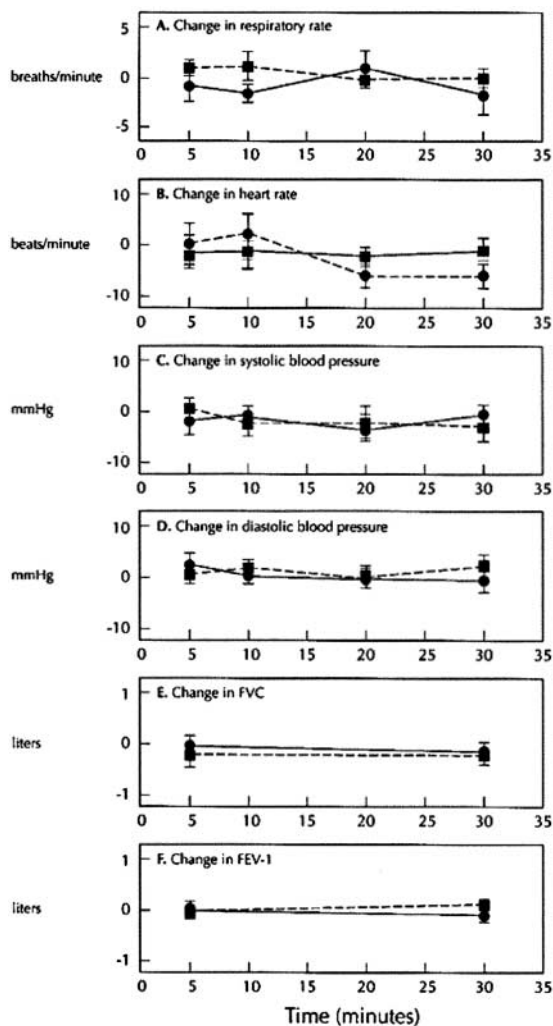 A. Change in respiratory rate
breaths/minute
5
0
-5
0 5 10 15 20 25 30 35
B. Change in heart rate
beats/minute
10
0
-10
0 5 10 15 20 25 30 35
C. Change in systolic blood pressure
mmHg
10
0
-10
0 5 10 15 20 25 30 35
D. Change in diastolic blood pressure
mmHg
10
0
-10
0 5 10 15 20 25 30 35
E. Change in FVC
liters
1
0
-1
0 5 10 15 20 25 30 35
F. Change in FEV-1
liters
1
0
-1
0 5 10 15 20 25 30 35
Time (minutes)